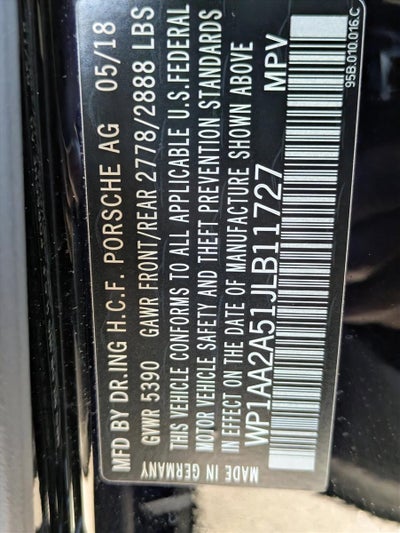 MFD BY DR.ING H.C.F. PORSCHE AG 05/18
GVWR 5390 GAWR FRONT/REAR 2778/2888 LBS
THIS VEHICLE CONFORMS TO ALL APPLICABLE U.S.FEDERAL
MOTOR VEHICLE SAFETY AND THEFT PREVENTION STANDARDS
IN EFFECT ON THE DATE OF MANUFACTURE SHOWN ABOVE
WP1AA2A51JLB11727 MPV
MADE IN GERMANY 95B.010.016.C